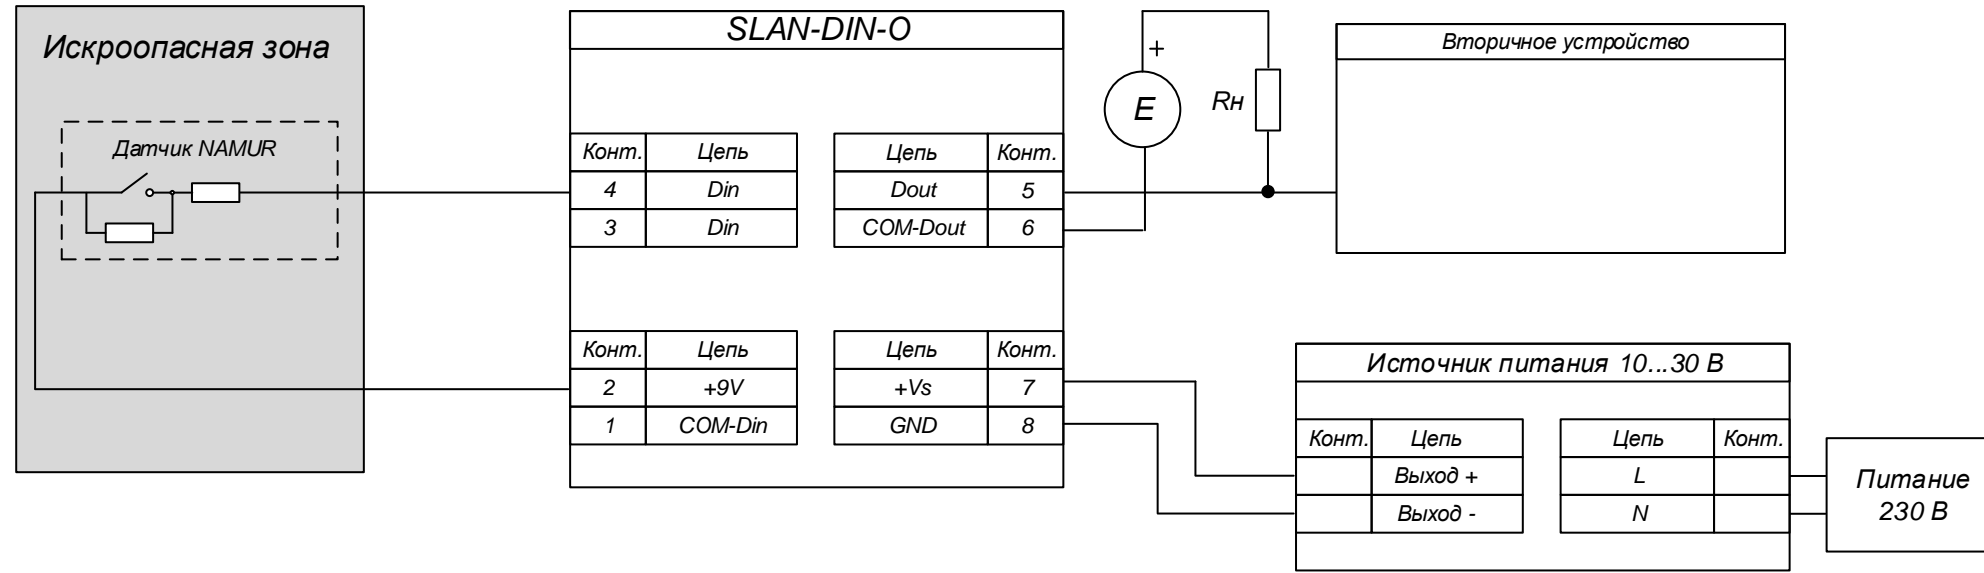 Искроопасная зона
Датчик NAMUR
SLAN-DIN-O
Конт. Цепь
4 Din
3 Din
Цепь Конт.
Dout 5
COM-Dout 6
Конт. Цепь
2 +9V
1 COM-Din
Цепь Конт.
+Vs 7
GND 8
+
E
Rн
Вторичное устройство
Источник питания 10...30 В
Конт. Цепь
Выход +
Выход -
Цепь Конт.
L
N
Питание
230 В